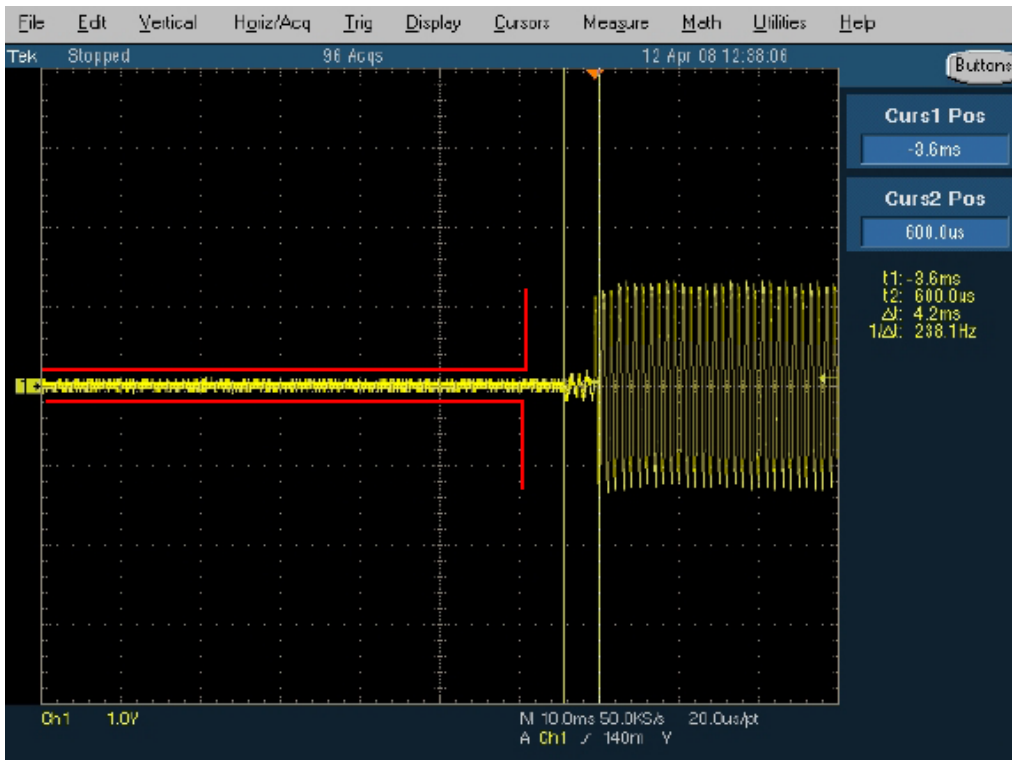 File Edit Vertical Horiz/Acq Trig Display Cursors Measure Math Utilities Help
Tek Stopped 96 Acqs 12 Apr 08 12:38:06
Buttons
Curs1 Pos
-3.6ms
Curs2 Pos
600.0us
t1: -3.6ms
t2: 600.0us
Δt: 4.2ms
1/Δt: 238.1Hz
1
Ch1 1.0V M 10.0ms 50.0KS/s 20.0us/pt
A Ch1 140m V